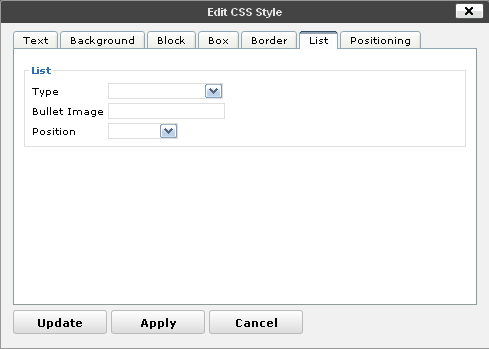 Edit CSS Style
Text Background Block Box Border List Positioning
List
Type
Bullet Image
Position
Update Apply Cancel